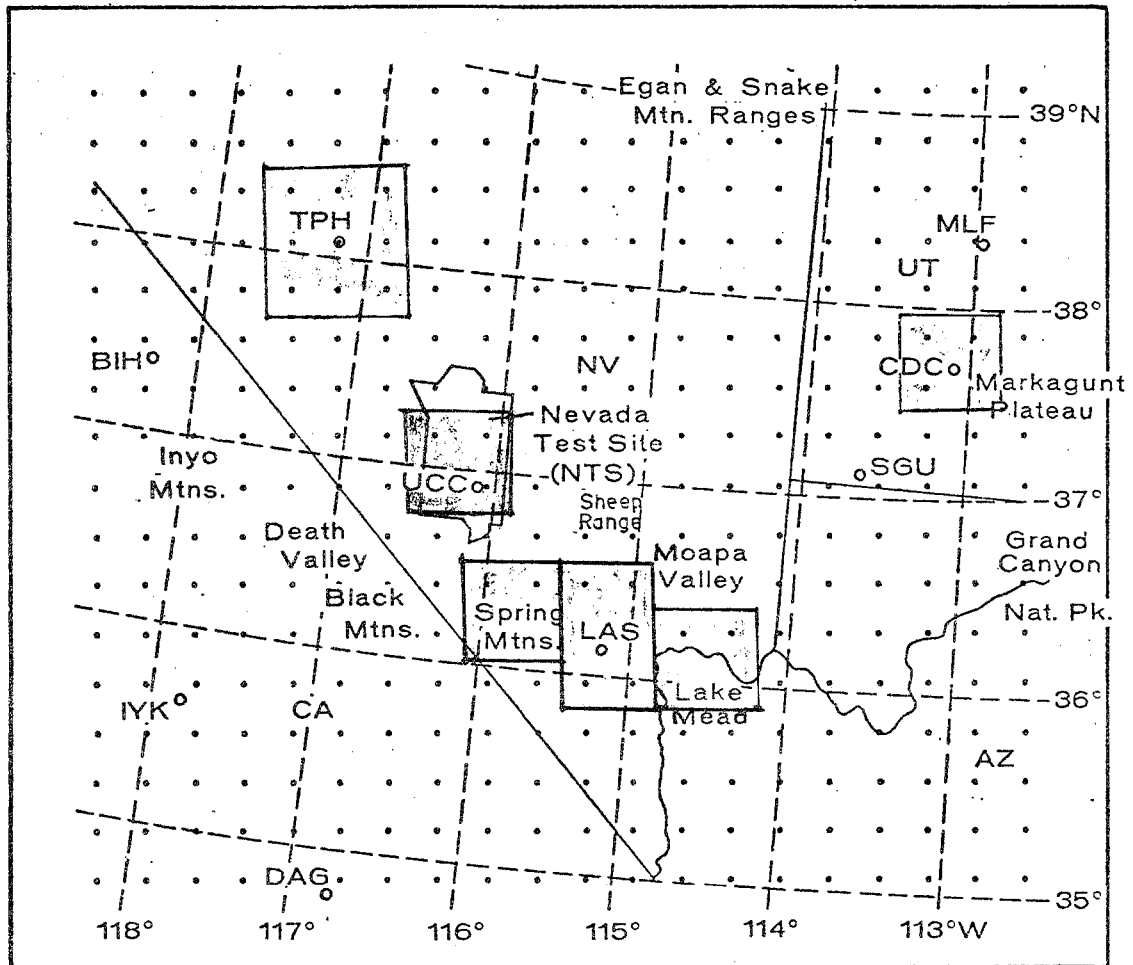 Egan & Snake
Mtn. Ranges
39°N
TPH
MLF
UT
38°
BIH
NV
CDC
Markagunt
Plateau
Nevada
Test Site
(NTS)
Inyo
Mtns.
UCC
SGU
37°
Sheep
Range
Death
Valley
Moapa
Valley
Grand
Canyon
Nat. Pk.
Black
Mtns.
Spring
Mtns.
LAS
IYK
CA
Lake
Mead
36°
AZ
DAG
35°
118°
117°
116°
115°
114°
113°W